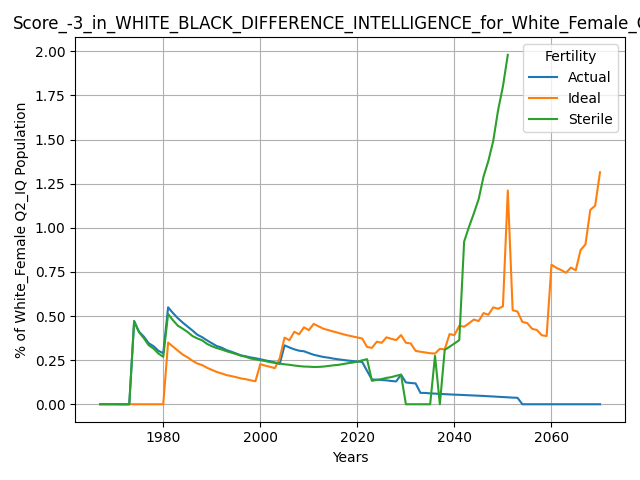 Score_-3_in_WHITE_BLACK_DIFFERENCE_INTELLIGENCE_for_White_Female_
Fertility
Actual
Ideal
Sterile
% of White_Female Q2_IQ Population
2.00
1.75
1.50
1.25
1.00
0.75
0.50
0.25
0.00
1980 2000 2020 2040 2060
Years